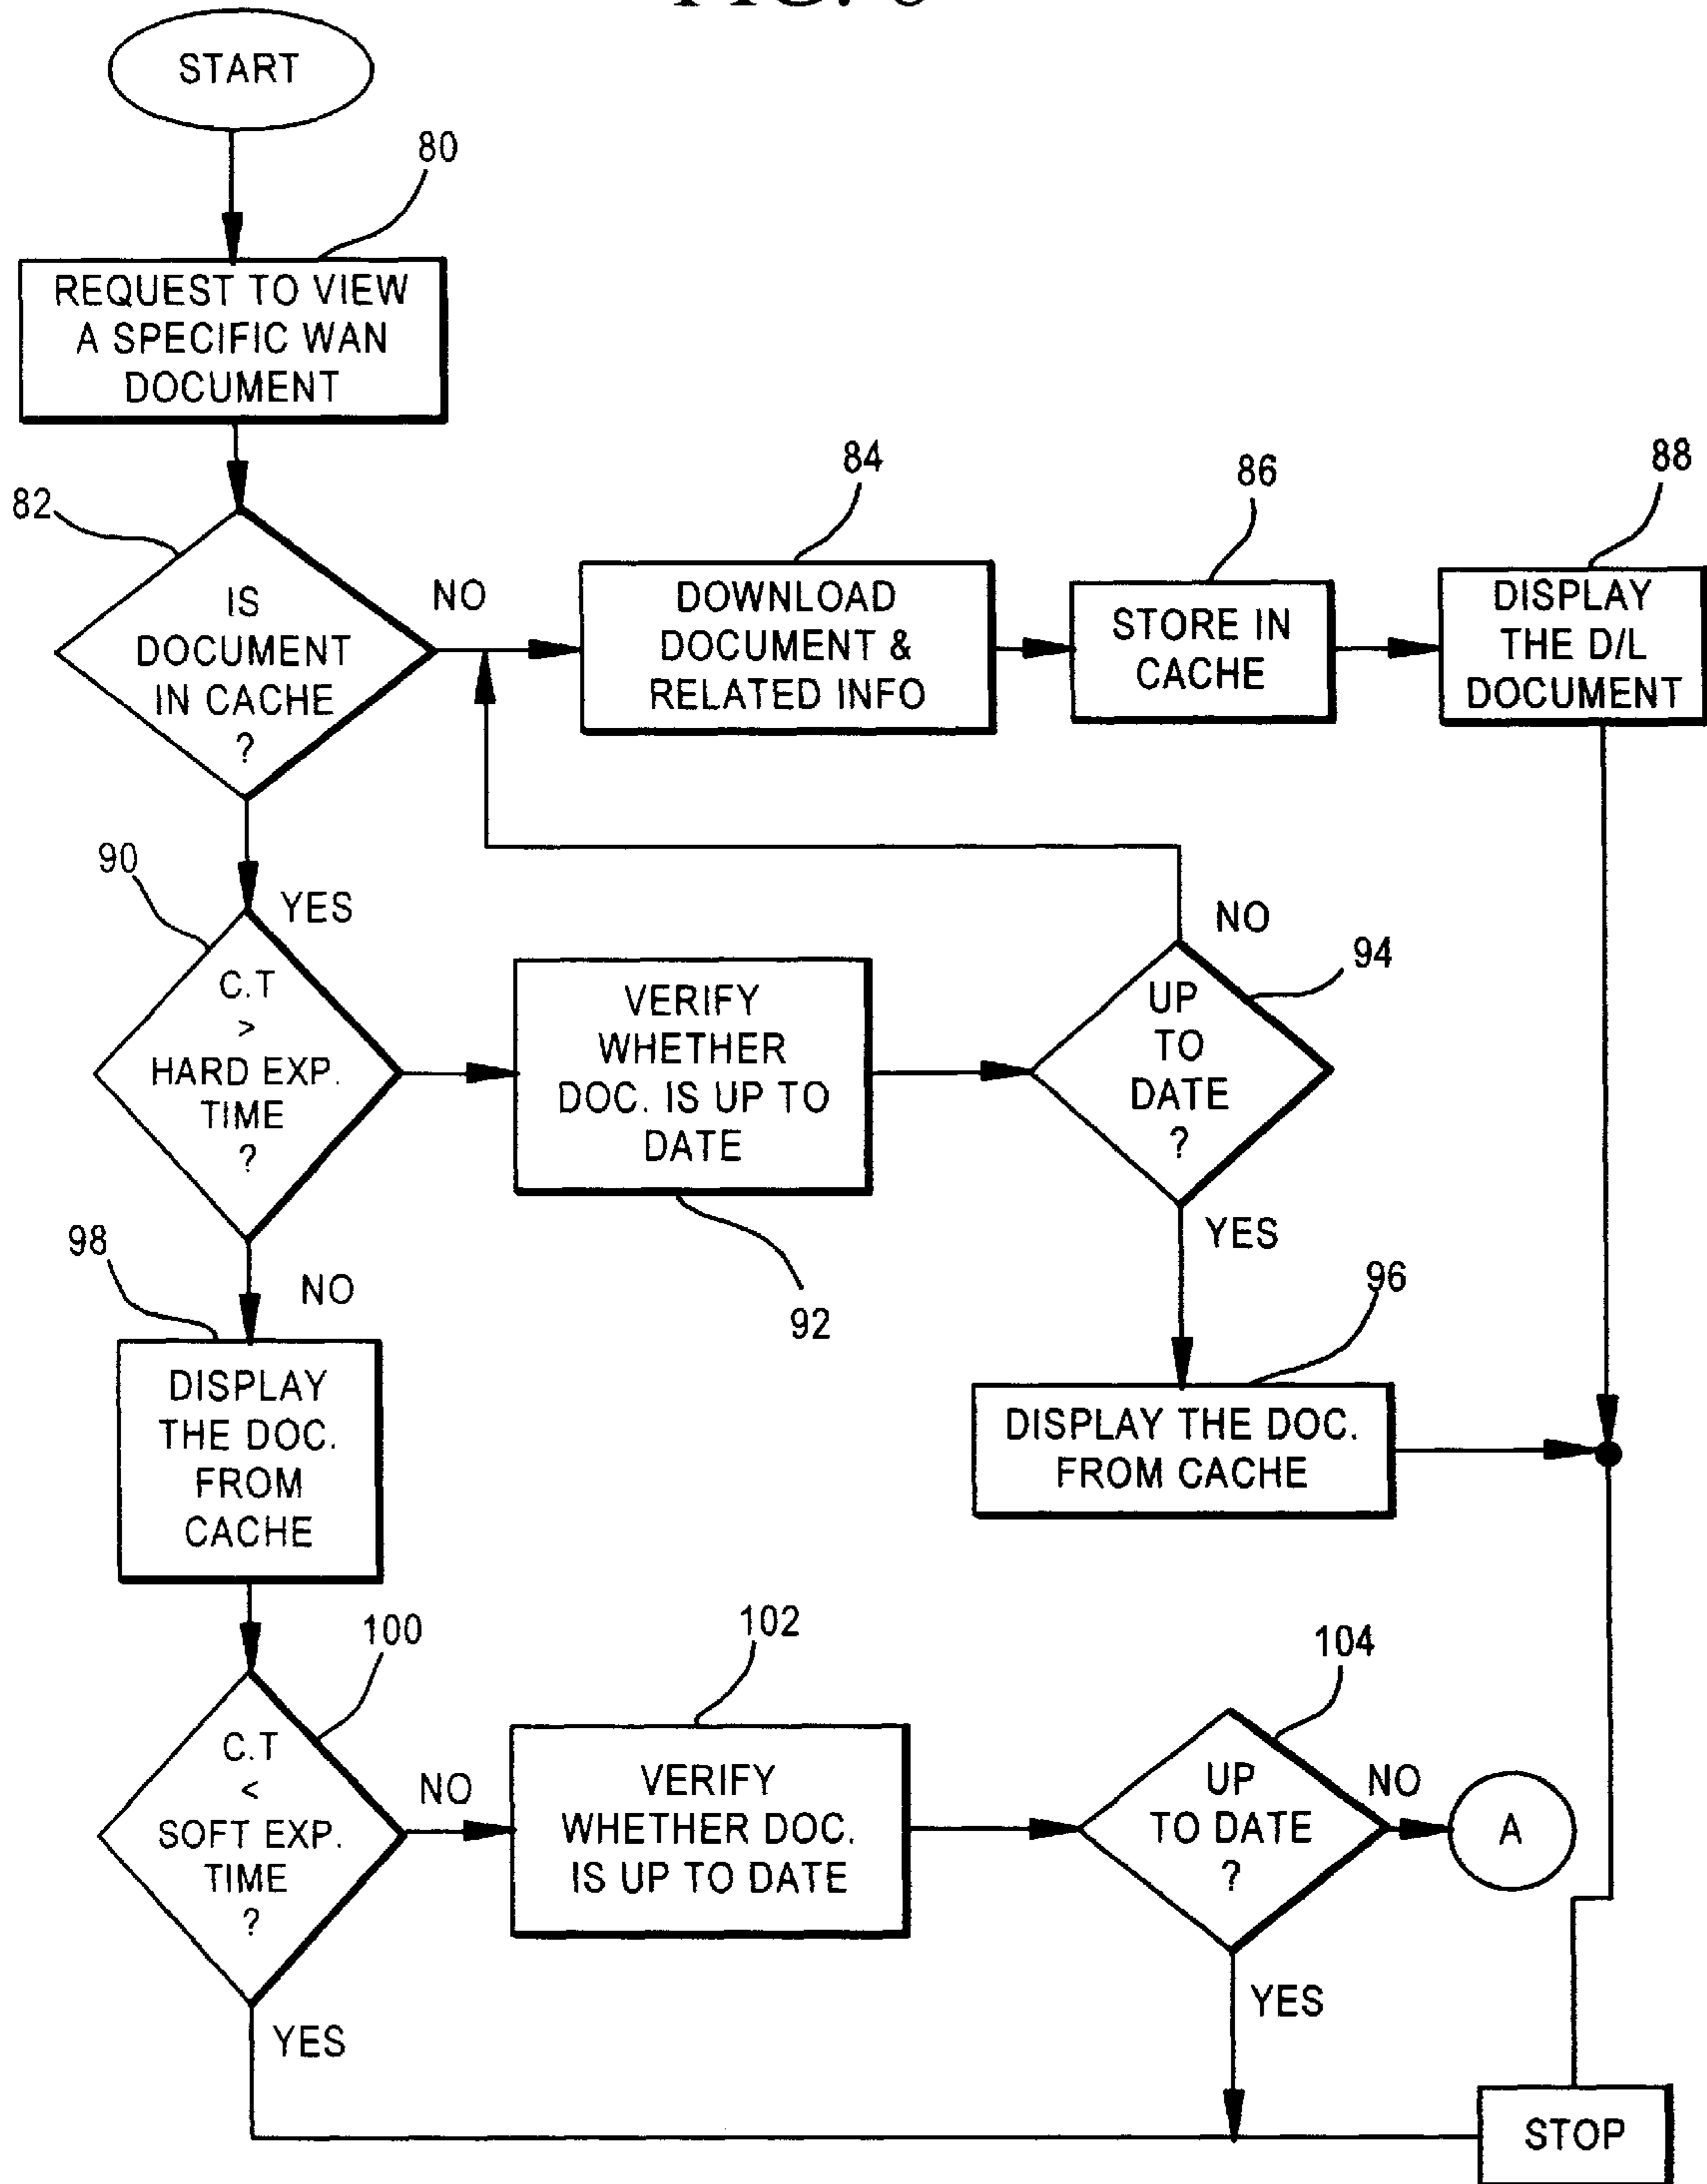 START
80
REQUEST TO VIEW
A SPECIFIC WAN
DOCUMENT
82
IS
DOCUMENT
IN CACHE
?
NO
84
DOWNLOAD
DOCUMENT &
RELATED INFO
86
STORE IN
CACHE
88
DISPLAY
THE D/L
DOCUMENT
90
YES
C.T
>
HARD EXP.
TIME
?
VERIFY
WHETHER
DOC. IS UP TO
DATE
92
NO
94
UP
TO
DATE
?
YES
96
DISPLAY THE DOC.
FROM CACHE
98
NO
DISPLAY
THE DOC.
FROM
CACHE
100
C.T
<
SOFT EXP.
TIME
?
NO
102
VERIFY
WHETHER DOC.
IS UP TO DATE
104
UP
TO DATE
?
NO
A
YES
YES
STOP